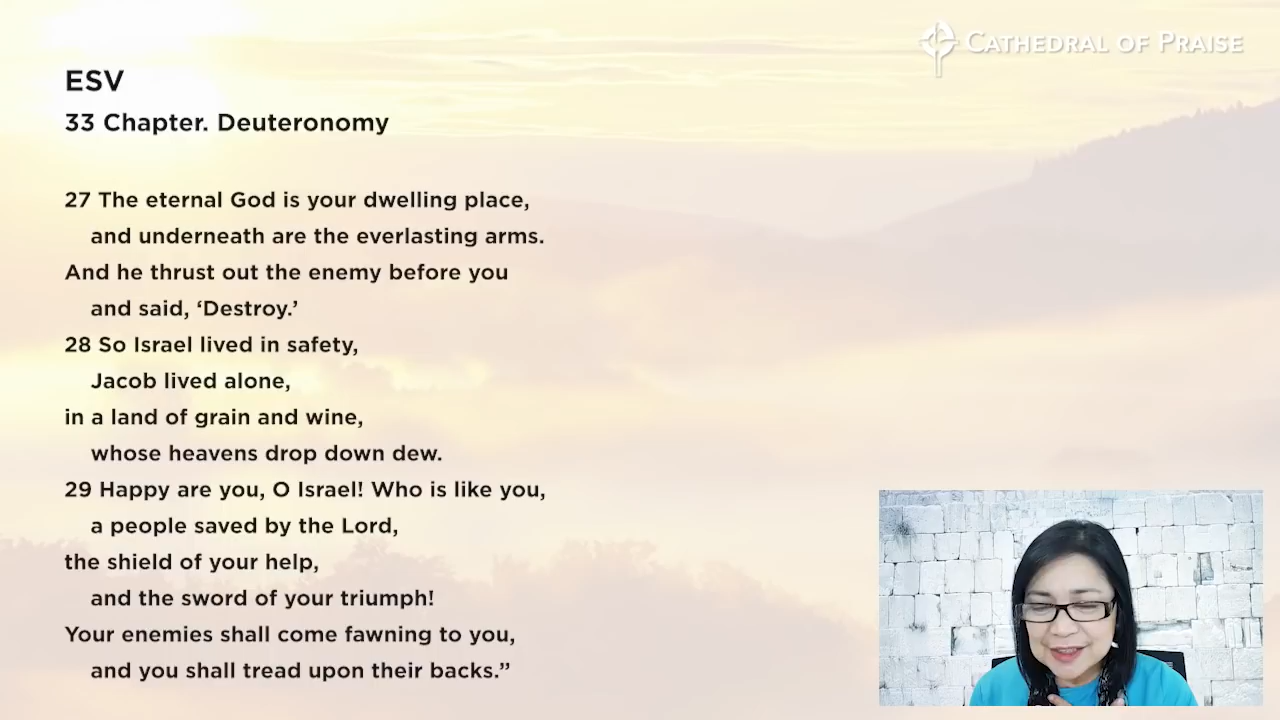 CATHEDRAL OF PRAISE
ESV
33 Chapter. Deuteronomy
27 The eternal God is your dwelling place,
and underneath are the everlasting arms.
And he thrust out the enemy before you
and said, ‘Destroy.’
28 So Israel lived in safety,
Jacob lived alone,
in a land of grain and wine,
whose heavens drop down dew.
29 Happy are you, O Israel! Who is like you,
a people saved by the Lord,
the shield of your help,
and the sword of your triumph!
Your enemies shall come fawning to you,
and you shall tread upon their backs.”